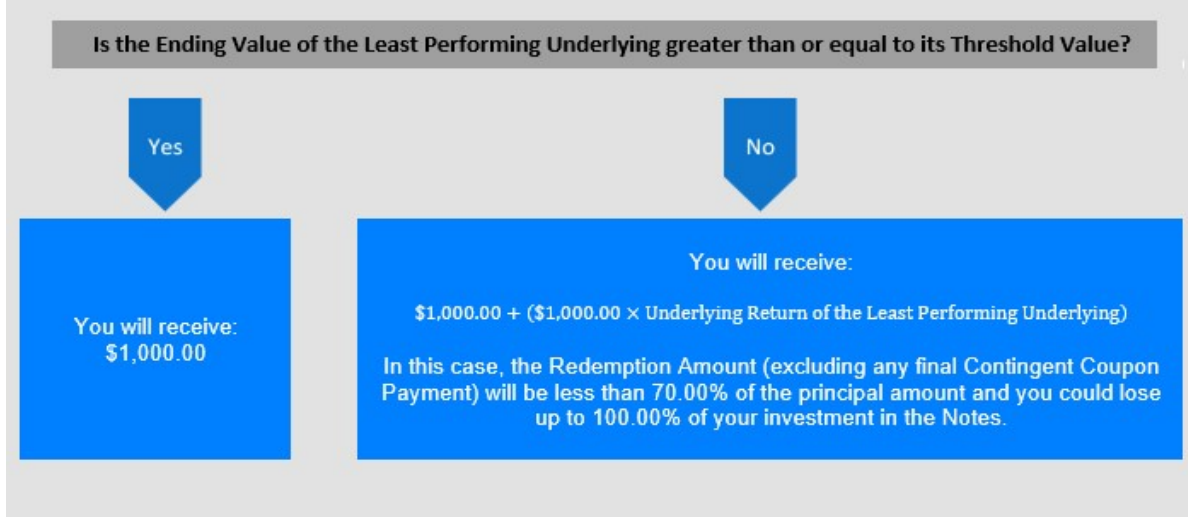 Is the Ending Value of the Least Performing Underlying greater than or equal to its Threshold Value?
Yes
No
You will receive:
$1,000.00
You will receive:
$1,000.00 + ($1,000.00 × Underlying Return of the Least Performing Underlying)
In this case, the Redemption Amount (excluding any final Contingent Coupon
Payment) will be less than 70.00% of the principal amount and you could lose
up to 100.00% of your investment in the Notes.